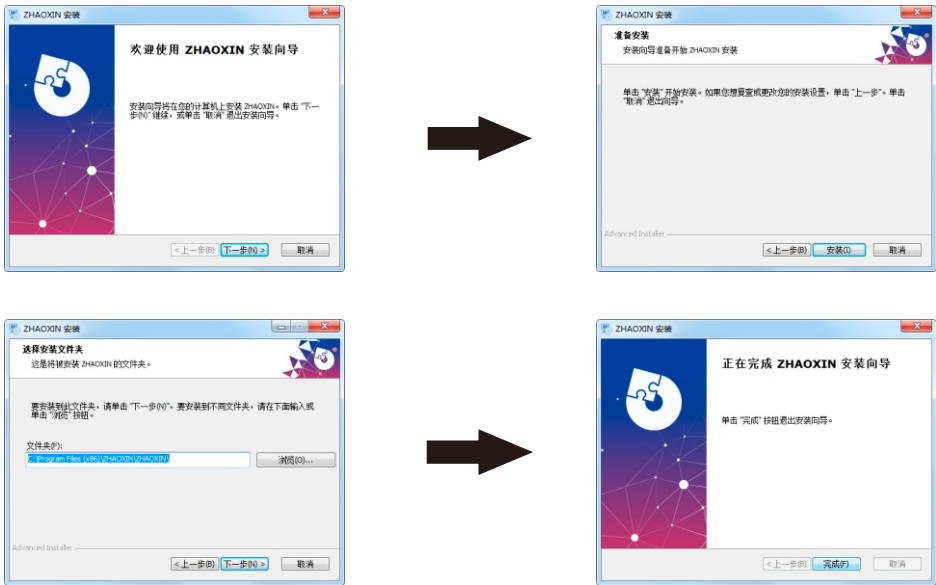 ZHAOXIN 安装
欢迎使用 ZHAOXIN 安装向导
安装向导将在您的计算机上安装 ZHAOXIN。单击 "下一
步(N)" 继续，或单击 "取消" 退出安装向导。
<上一步(B)
下一步(N) >
取消
ZHAOXIN 安装
准备安装
安装向导准备开始 ZHAOXIN 安装
单击 "安装" 开始安装。如果您想复查或更改您的安装设置，单击 "上一步"。单击
"取消" 退出向导。
Advanced Installer
<上一步(B)
安装(I)
取消
ZHAOXIN 安装
选择安装文件夹
这是将被安装 ZHAOXIN 的文件夹。
要安装到此文件夹，请单击 "下一步(N)"。要安装到不同文件夹，请在下面输入或
单击 "浏览" 按钮。
文件夹(F):
C:\Program Files (x86)\ZHAOXIN\ZHAOXIN\
浏览(O)...
Advanced Installer
<上一步(B)
下一步(N) >
取消
ZHAOXIN 安装
正在完成 ZHAOXIN 安装向导
单击 "完成" 按钮退出安装向导。
<上一步(B)
完成(F)
取消